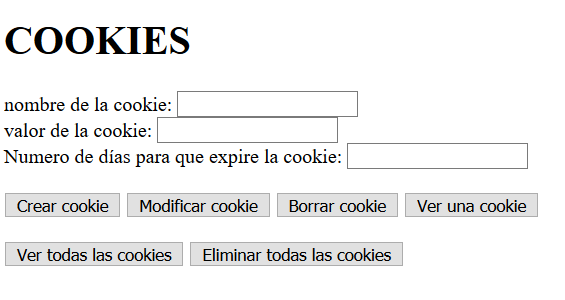 COOKIES
nombre de la cookie:
valor de la cookie:
Numero de días para que expire la cookie:
Crear cookie Modificar cookie Borrar cookie Ver una cookie
Ver todas las cookies Eliminar todas las cookies